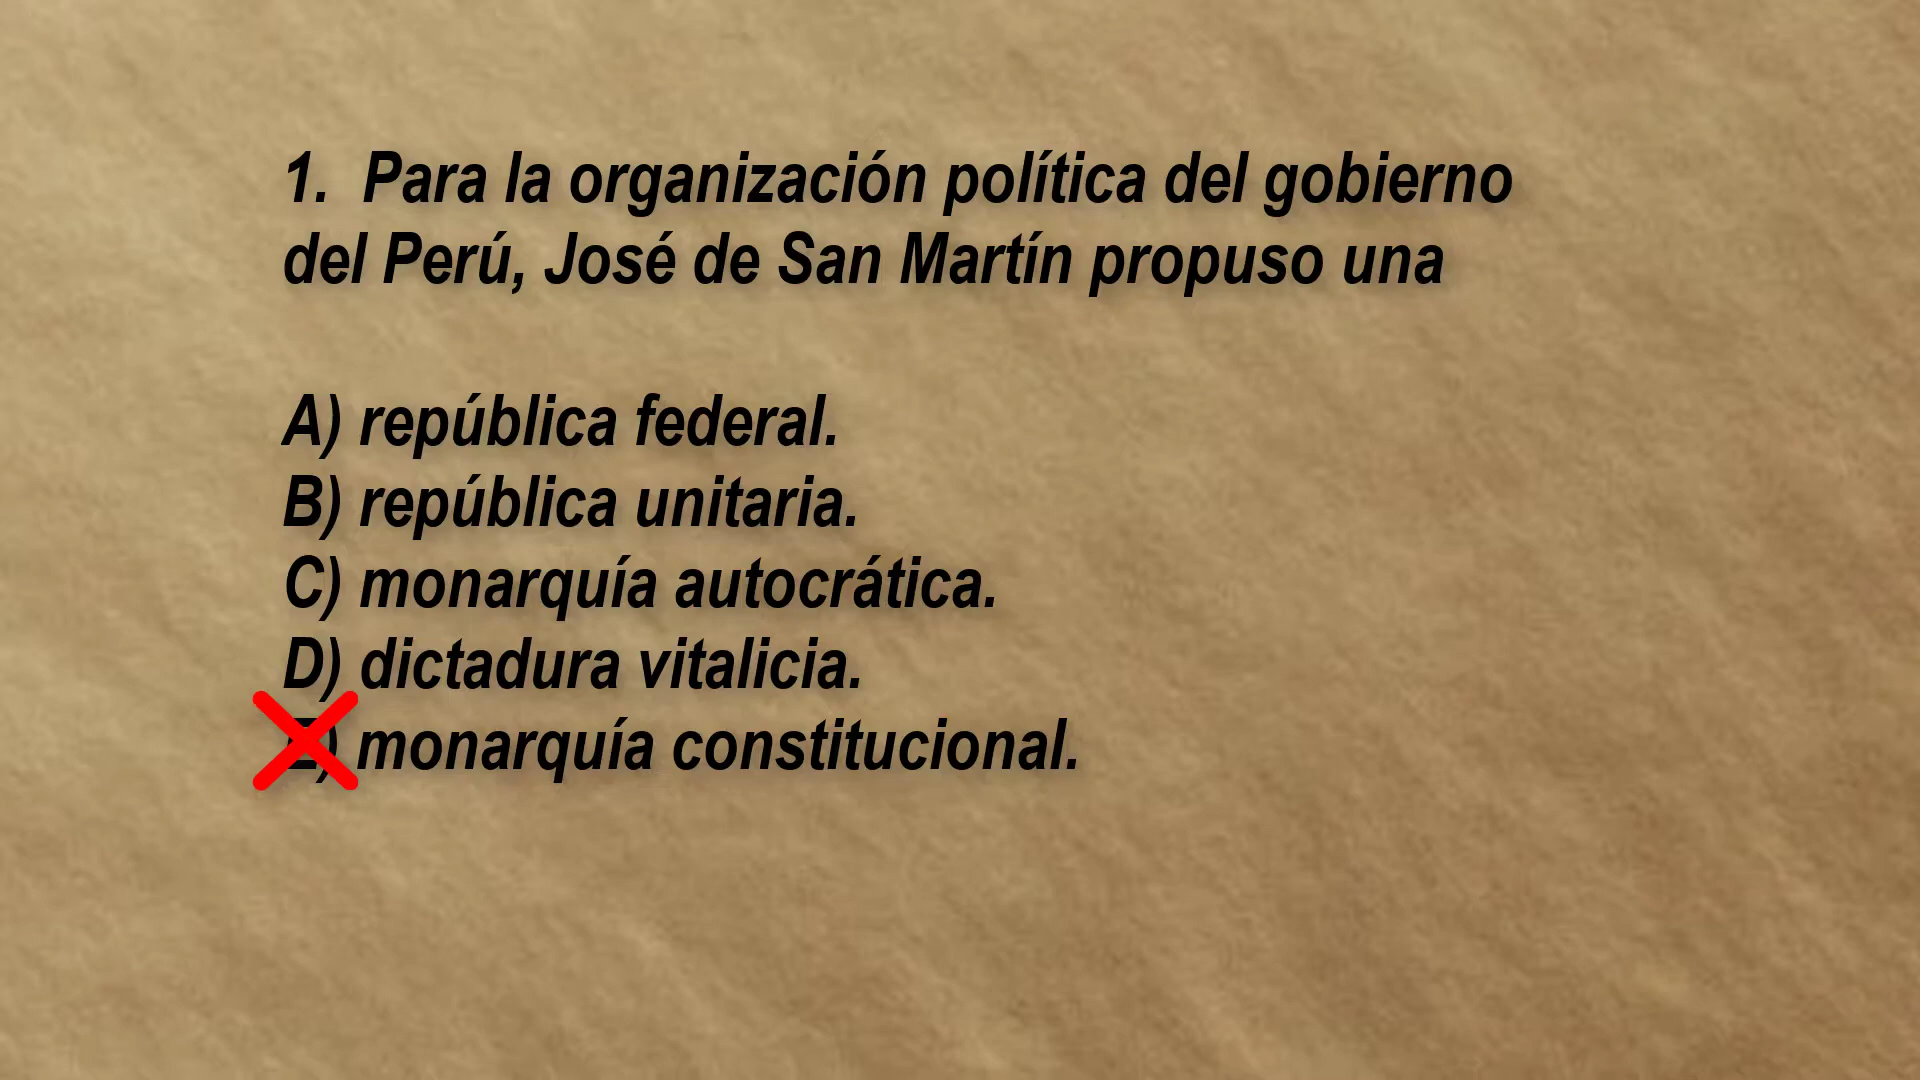 1. Para la organización política del gobierno
del Perú, José de San Martín propuso una
A) república federal.
B) república unitaria.
C) monarquía autocrática.
D) dictadura vitalicia.
E) monarquía constitucional.